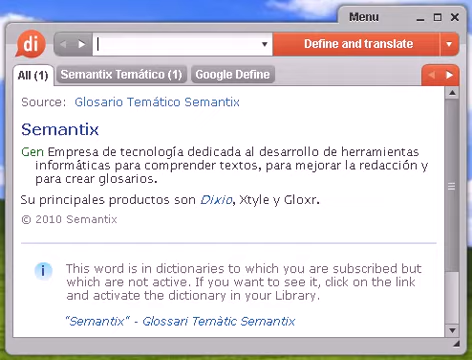 Menu
di
Define and translate
All (1)
Semantix Temático (1)
Google Define
Source: Glosario Temático Semantix
Semantix
Gen Empresa de tecnología dedicada al desarrollo de herramientas
informáticas para comprender textos, para mejorar la redacción y
para crear glosarios.
Su principales productos son Dixio, Xtyle y Gloxr.
© 2010 Semantix
i
This word is in dictionaries to which you are subscribed but
which are not active. If you want to see it, click on the link
and activate the dictionary in your Library.
"Semantix" - Glossari Temàtic Semantix